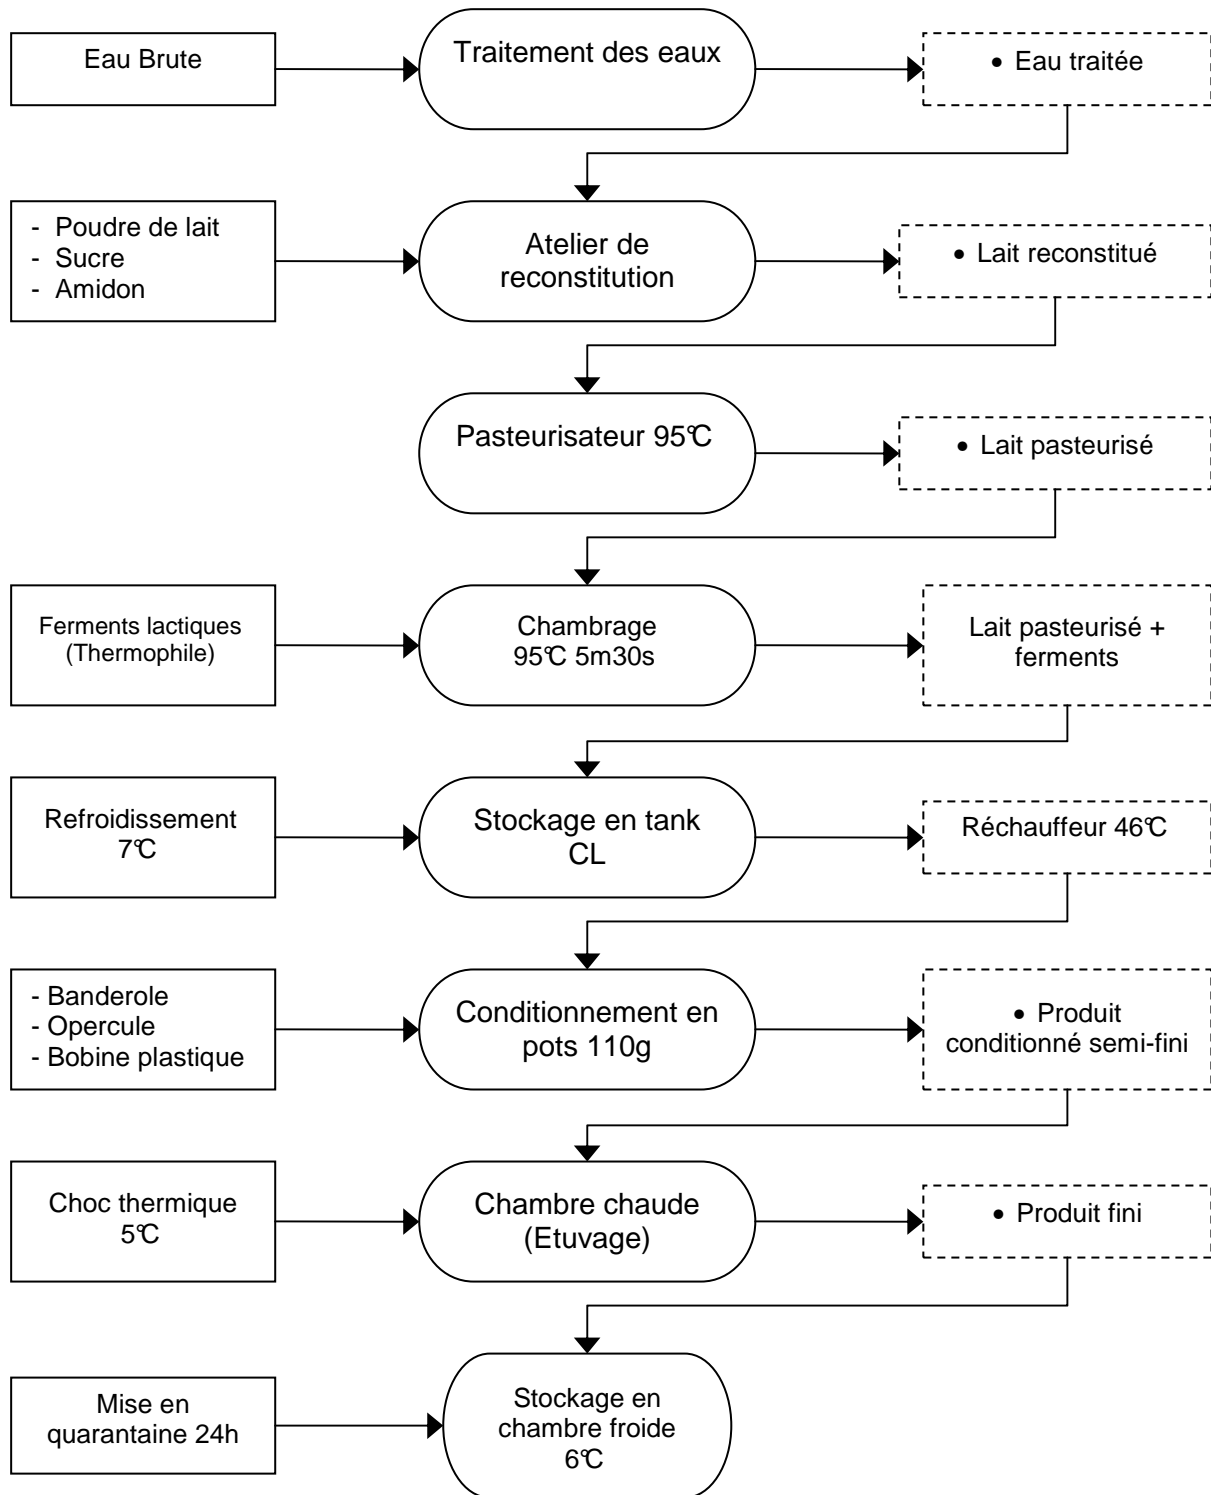 Eau Brute
Traitement des eaux
• Eau traitée
- Poudre de lait
- Sucre
- Amidon
Atelier de
reconstitution
• Lait reconstitué
Pasteurisateur 95°C
• Lait pasteurisé
Ferments lactiques
(Thermophile)
Chambrage
95°C 5m30s
Lait pasteurisé +
ferments
Refroidissement
7°C
Stockage en tank
CL
Réchauffeur 46°C
- Banderole
- Opercule
- Bobine plastique
Conditionnement en
pots 110g
• Produit
conditionné semi-fini
Choc thermique
5°C
Chambre chaude
(Etuvage)
• Produit fini
Mise en
quarantaine 24h
Stockage en
chambre froide
6°C